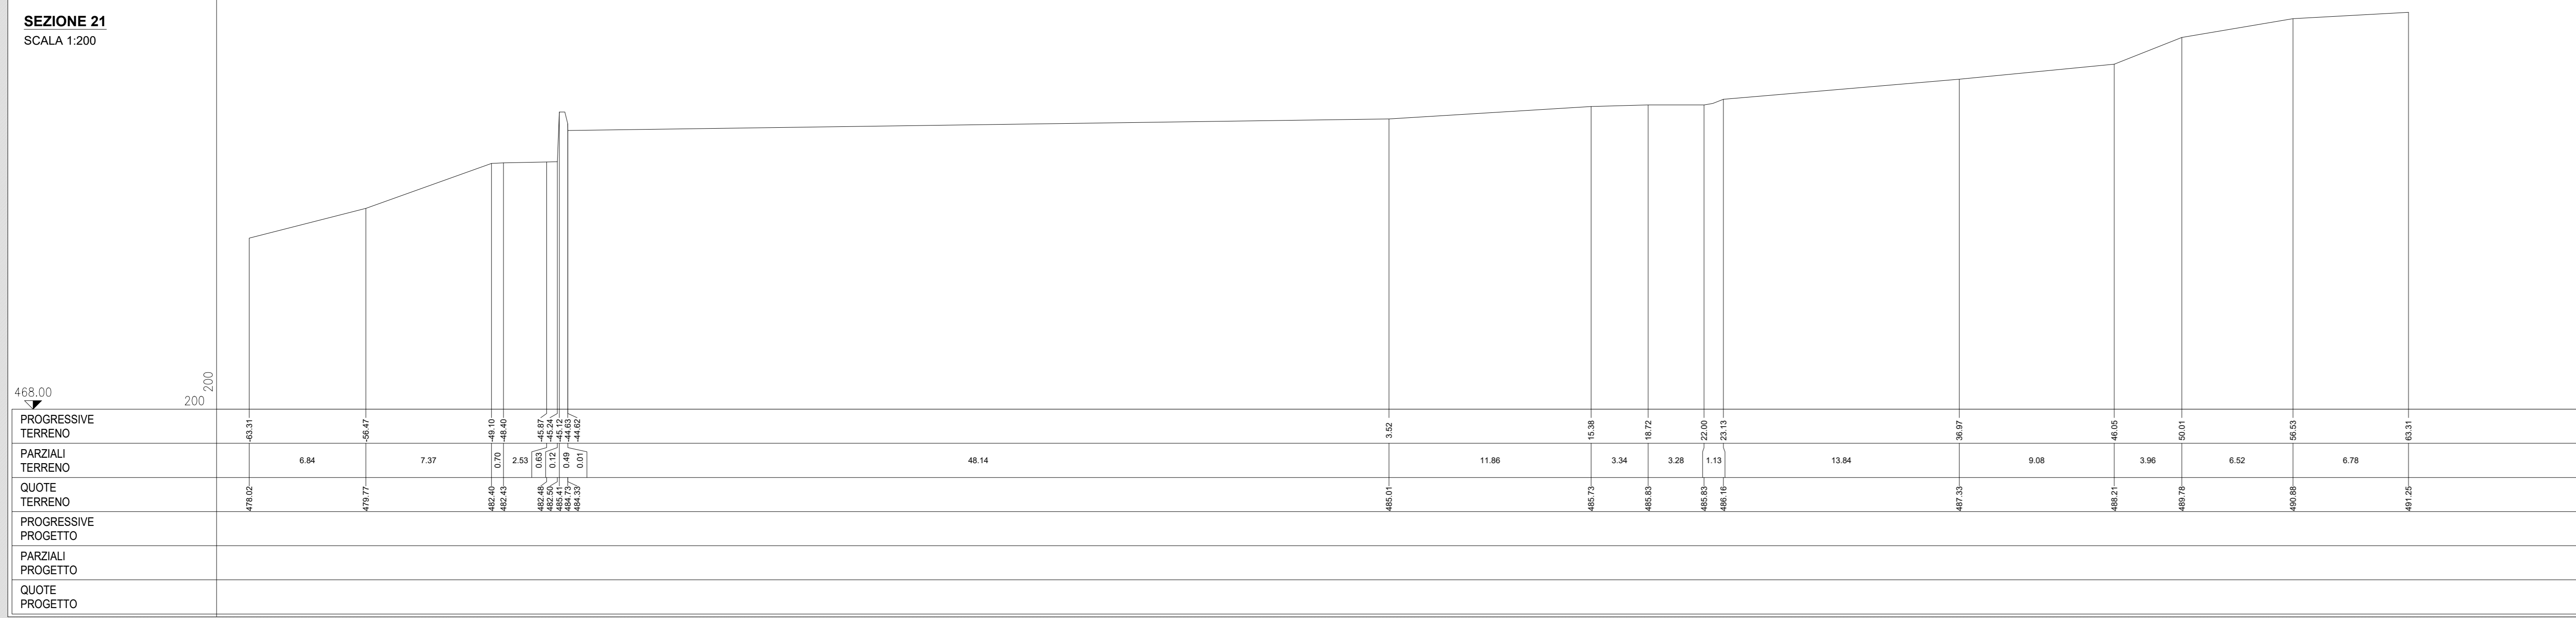 SEZIONE 21
SCALA 1:200
468.00
200
200
PROGRESSIVE
TERRENO
-63.31 -56.47 -49.10 -48.40 -45.87 -45.24 -45.12 -44.63 -44.62 3.52 15.38 18.72 22.00 23.13 36.97 46.05 50.01 56.53 63.31
PARZIALI
TERRENO
6.84 7.37 0.70 2.53 0.63 0.12 0.49 0.01 48.14 11.86 3.34 3.28 1.13 13.84 9.08 3.96 6.52 6.78
QUOTE
TERRENO
478.02 479.77 482.40 482.43 482.48 482.50 485.41 484.73 484.33 485.01 485.73 485.83 485.83 486.16 487.33 488.21 489.78 490.88 491.25
PROGRESSIVE
PROGETTO
PARZIALI
PROGETTO
QUOTE
PROGETTO